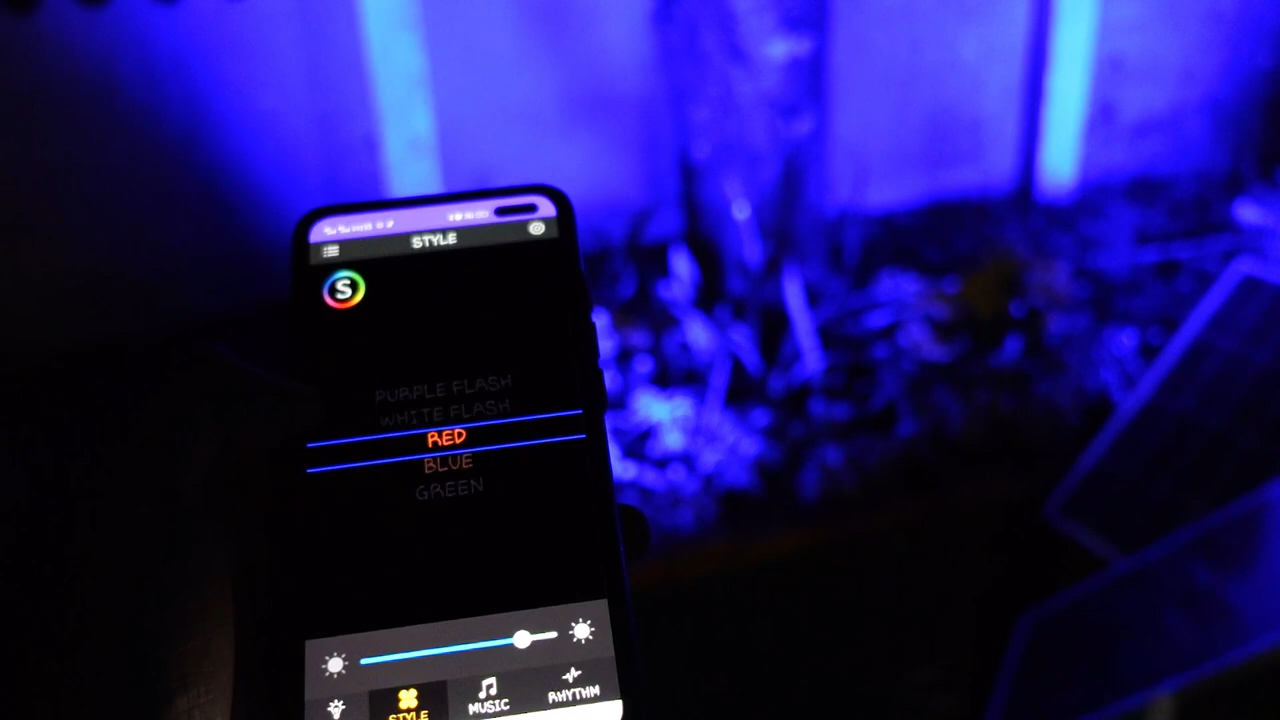 STYLE
S
PURPLE FLASH
WHITE FLASH
RED
BLUE
GREEN
STYLE
MUSIC
RHYTHM